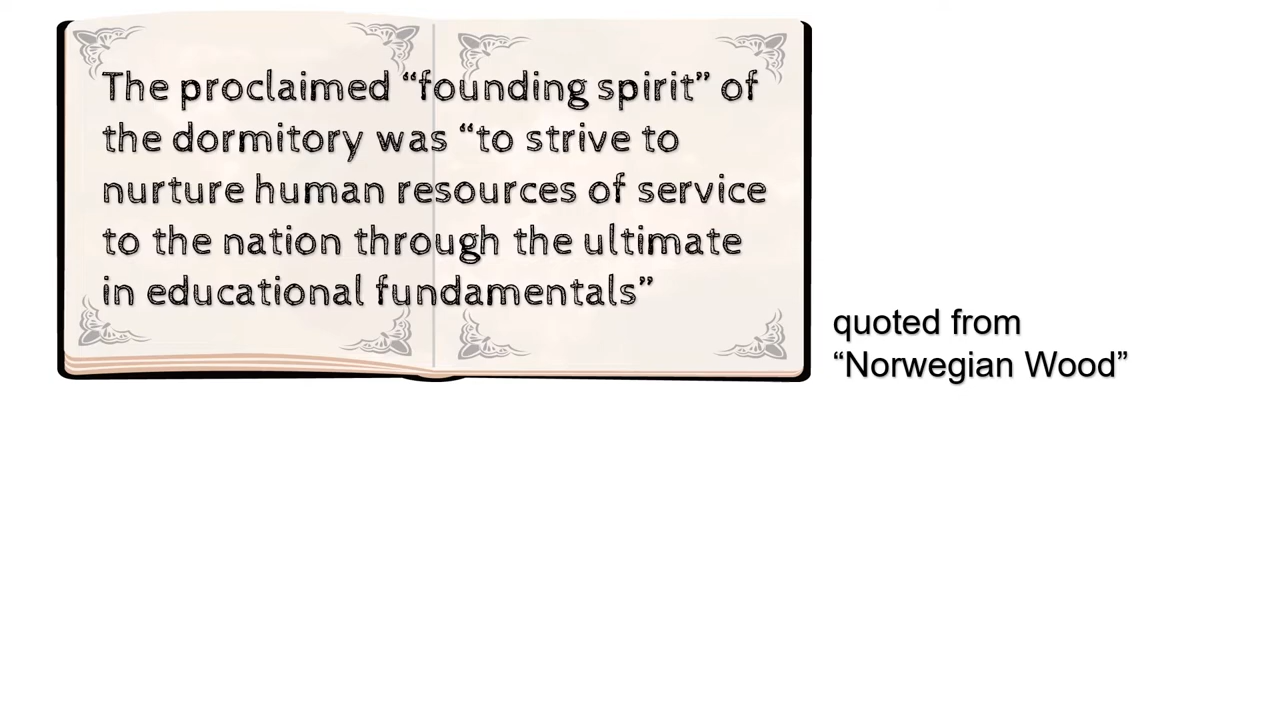 The proclaimed “founding spirit” of
the dormitory was “to strive to
nurture human resources of service
to the nation through the ultimate
in educational fundamentals”
quoted from
“Norwegian Wood”